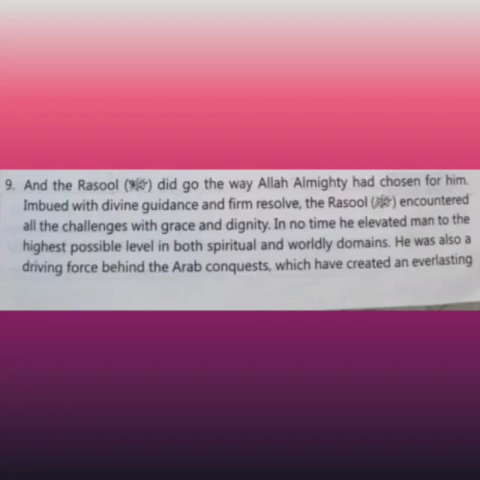 9. And the Rasool (ﷺ) did go the way Allah Almighty had chosen for him.
Imbued with divine guidance and firm resolve, the Rasool (ﷺ) encountered
all the challenges with grace and dignity. In no time he elevated man to the
highest possible level in both spiritual and worldly domains. He was also a
driving force behind the Arab conquests, which have created an everlasting